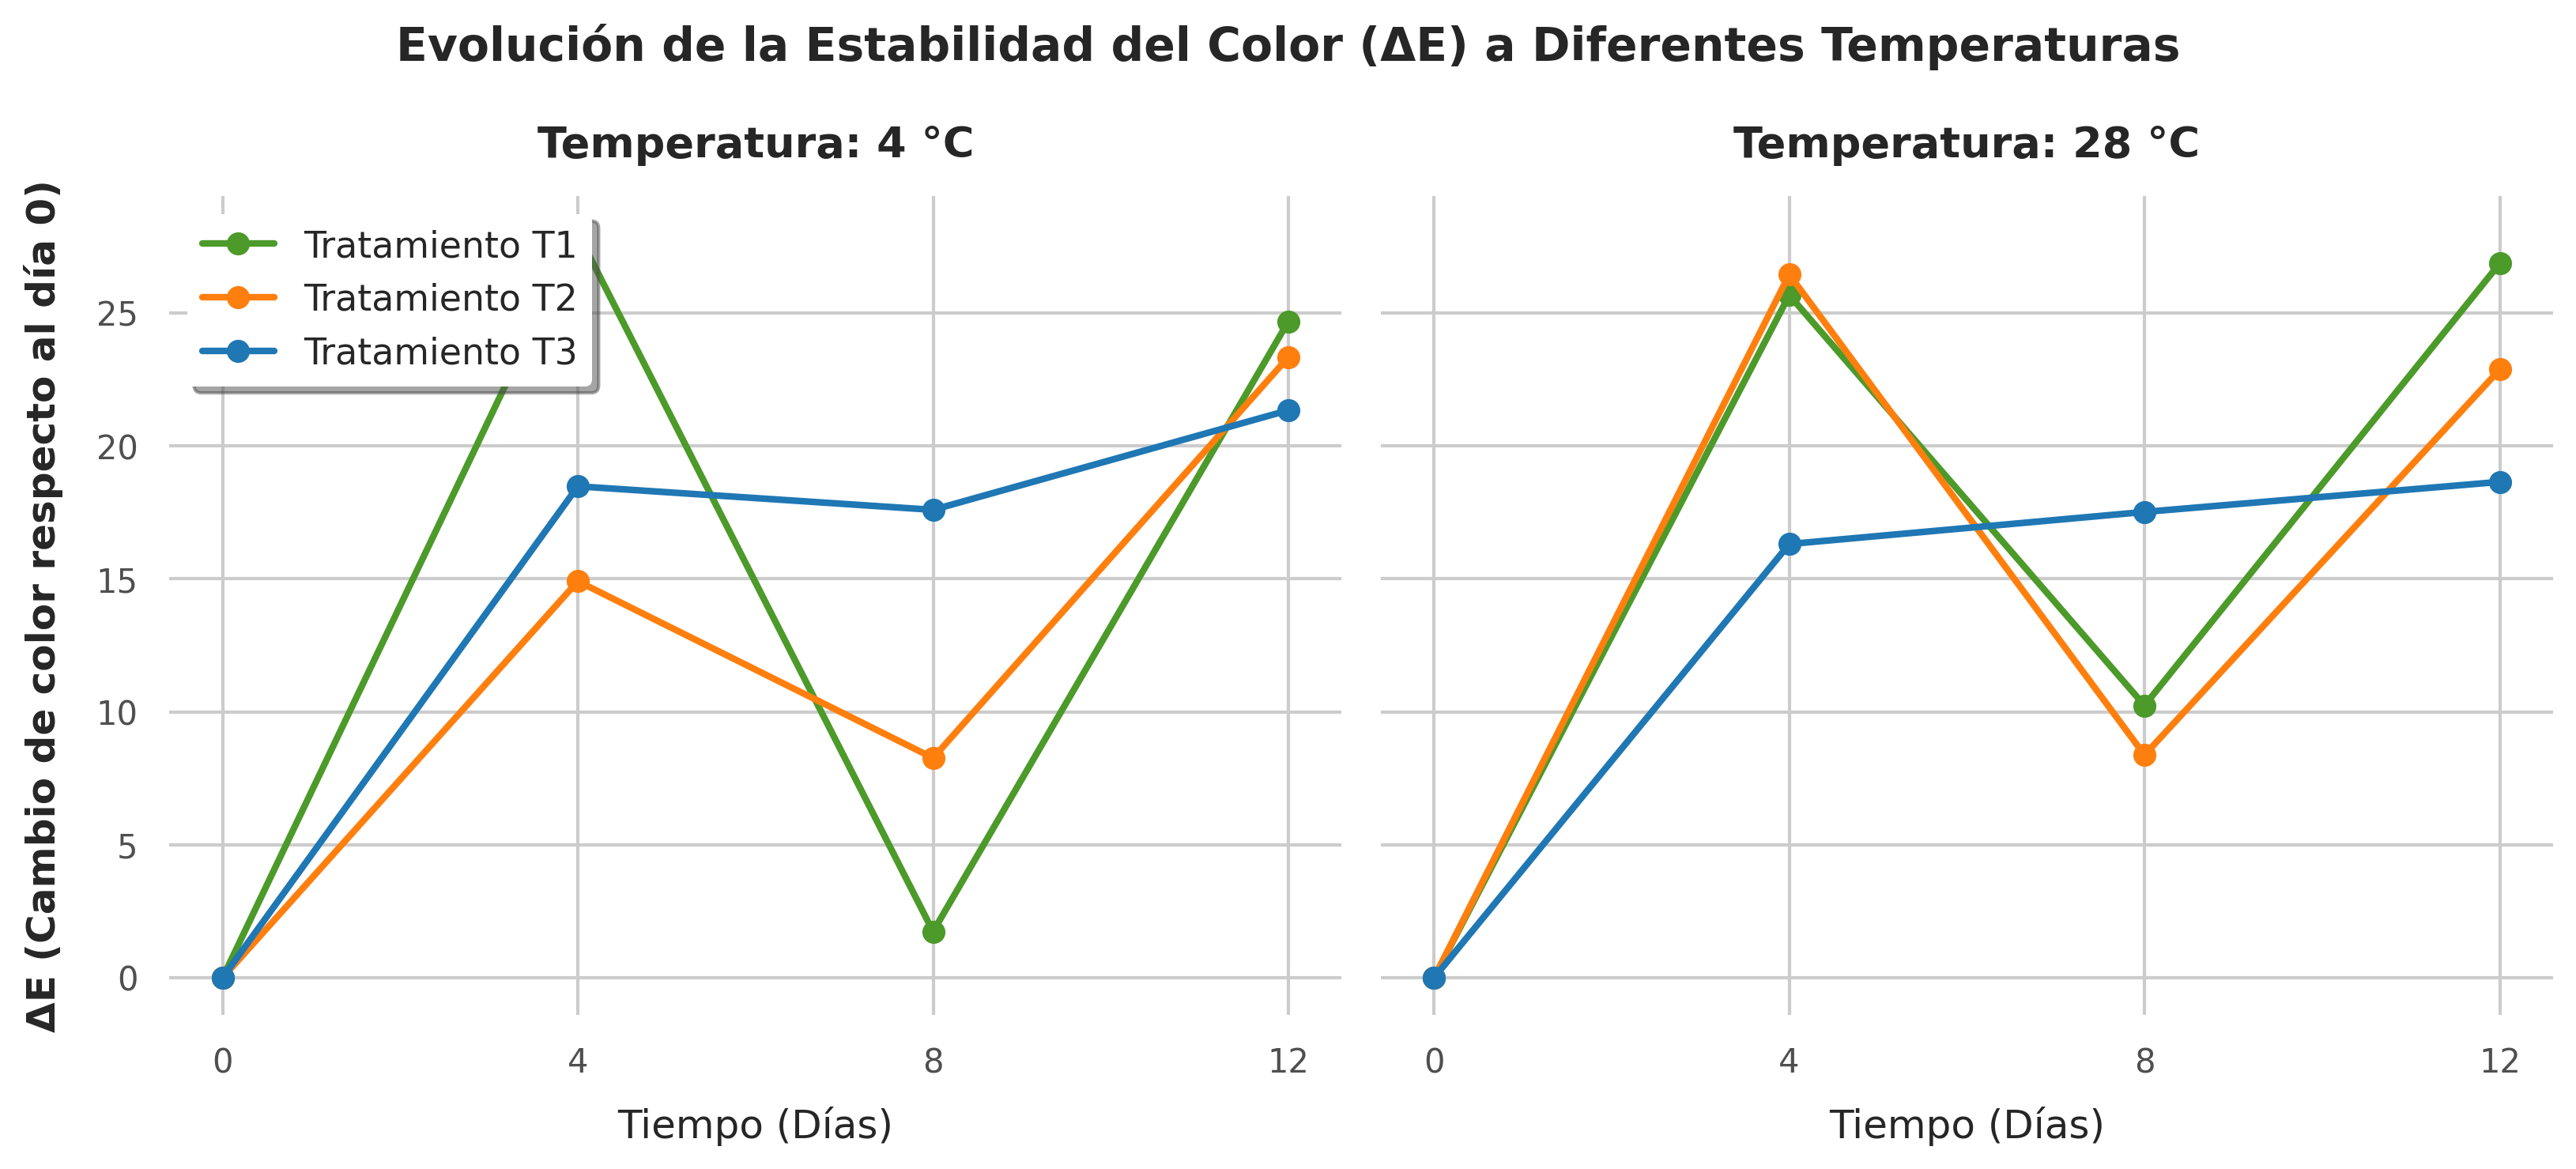 Evolución de la Estabilidad del Color (ΔE) a Diferentes Temperaturas
Temperatura: 4 °C
Temperatura: 28 °C
ΔE (Cambio de color respecto al día 0)
Tratamiento T1
Tratamiento T2
Tratamiento T3
25
20
15
10
5
0
0 4 8 12
0 4 8 12
Tiempo (Días)
Tiempo (Días)